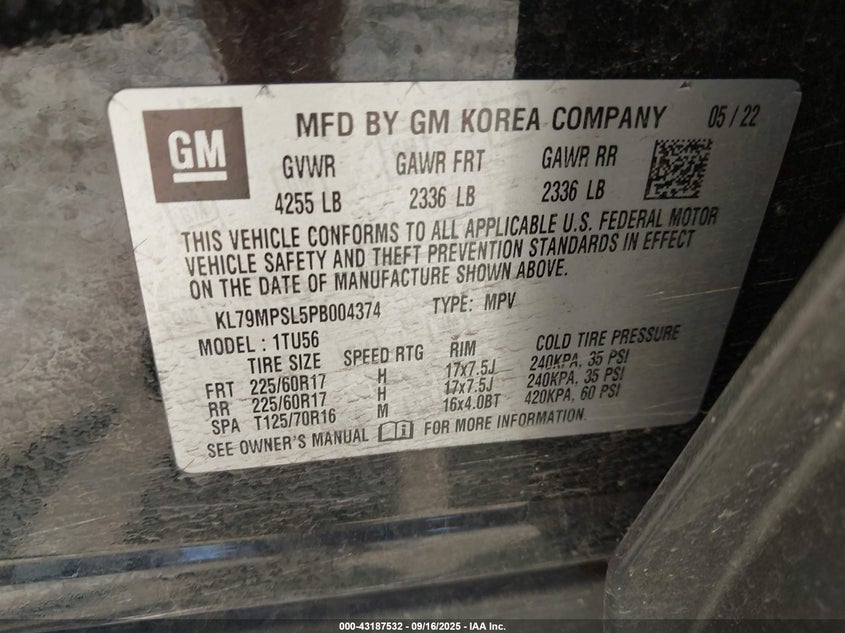 GM
MFD BY GM KOREA COMPANY 05 / 22
GVWR GAWR FRT GAWR RR
4255 LB 2336 LB 2336 LB
THIS VEHICLE CONFORMS TO ALL APPLICABLE U.S. FEDERAL MOTOR
VEHICLE SAFETY AND THEFT PREVENTION STANDARDS IN EFFECT
ON THE DATE OF MANUFACTURE SHOWN ABOVE.
KL79MPSL5PB004374 TYPE: MPV
MODEL : 1TU56
TIRE SIZE SPEED RTG RIM COLD TIRE PRESSURE
FRT 225/60R17 H 17x7.5J 240KPA, 35 PSI
RR 225/60R17 H 17x7.5J 240KPA, 35 PSI
SPA T125/70R16 M 16x4.0BT 420KPA, 60 PSI
SEE OWNER'S MANUAL FOR MORE INFORMATION.
000-43187532 - 09/16/2025 - IAA Inc.